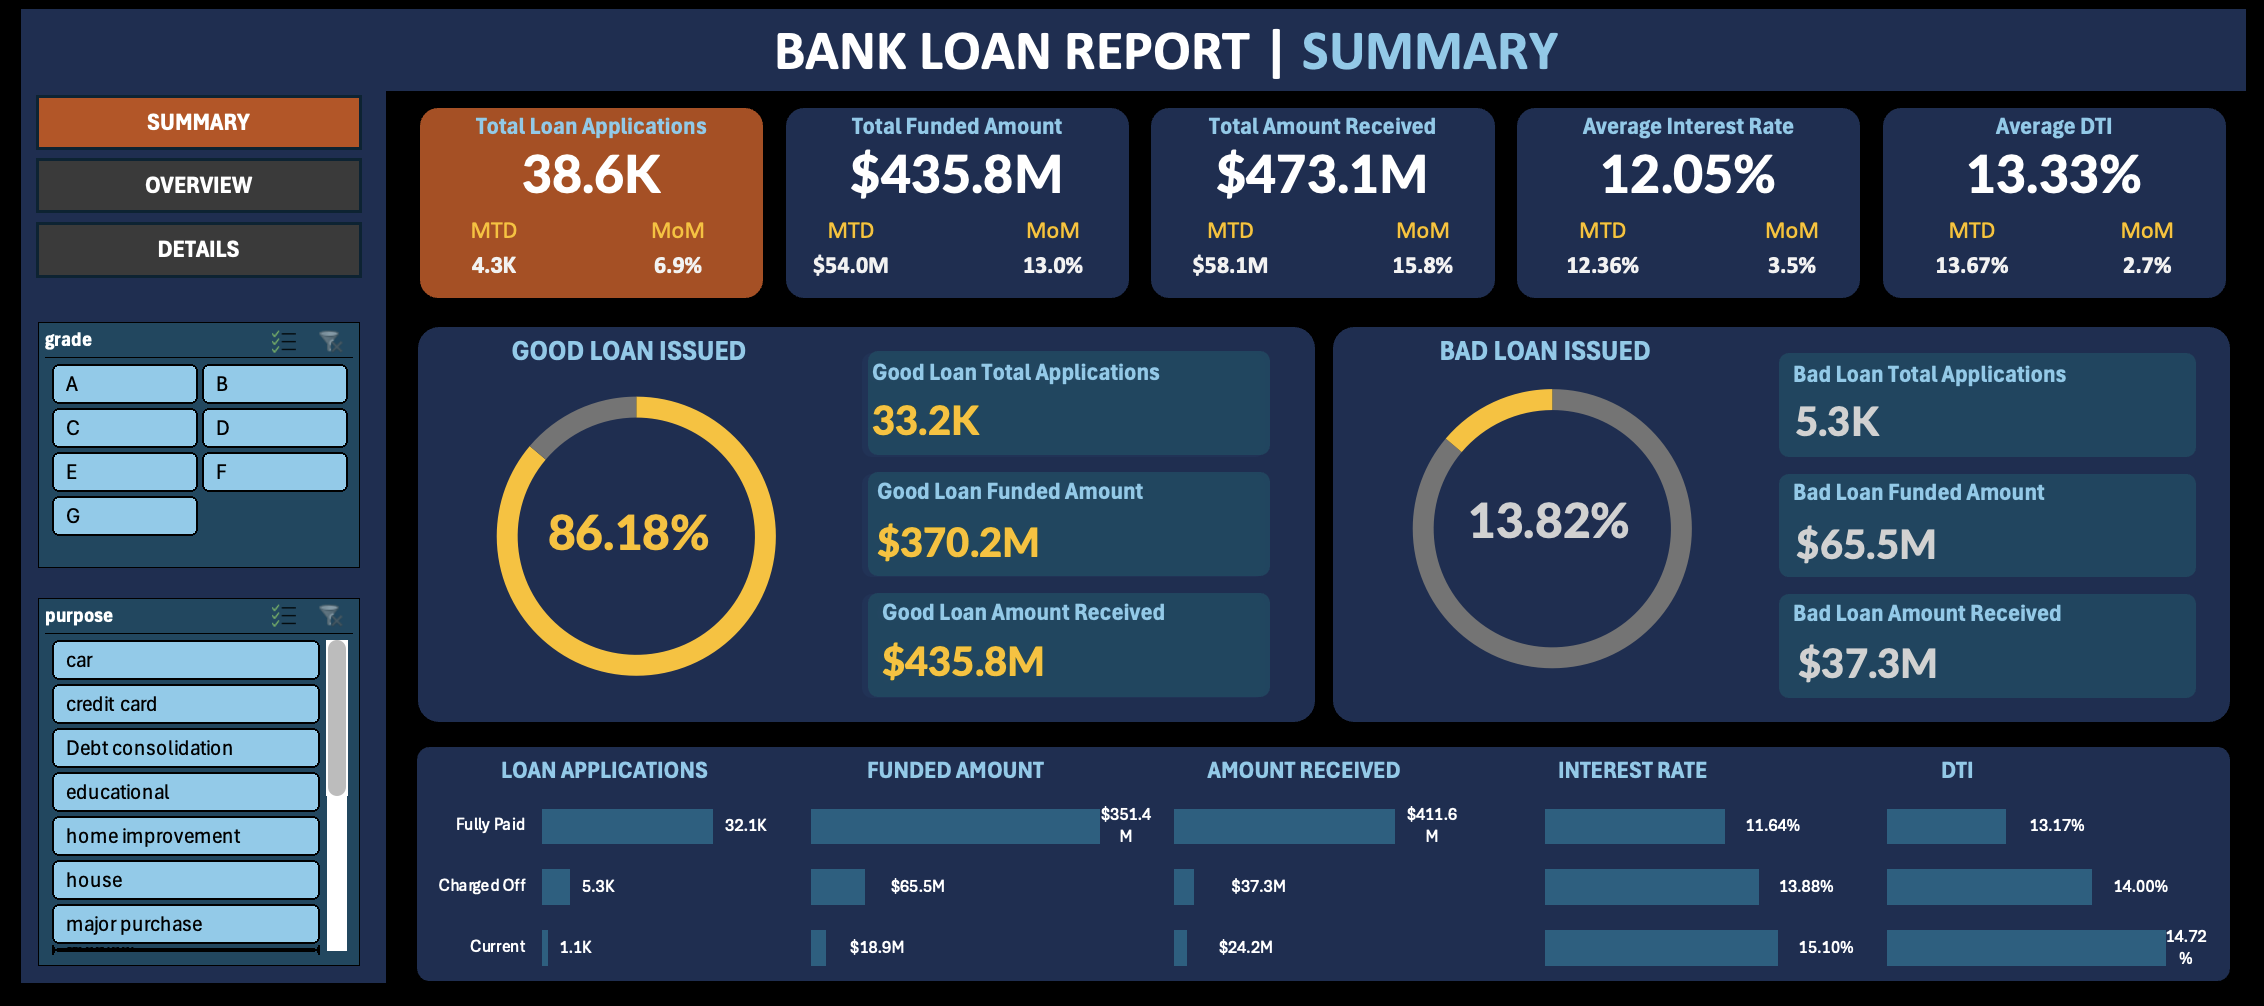 BANK LOAN REPORT | SUMMARY
SUMMARY
OVERVIEW
DETAILS
grade
A
B
C
D
E
F
G
purpose
car
credit card
Debt consolidation
educational
home improvement
house
major purchase
Total Loan Applications
38.6K
MTD
MoM
4.3K
6.9%
Total Funded Amount
$435.8M
MTD
MoM
$54.0M
13.0%
Total Amount Received
$473.1M
MTD
MoM
$58.1M
15.8%
Average Interest Rate
12.05%
MTD
MoM
12.36%
3.5%
Average DTI
13.33%
MTD
MoM
13.67%
2.7%
GOOD LOAN ISSUED
86.18%
Good Loan Total Applications
33.2K
Good Loan Funded Amount
$370.2M
Good Loan Amount Received
$435.8M
BAD LOAN ISSUED
13.82%
Bad Loan Total Applications
5.3K
Bad Loan Funded Amount
$65.5M
Bad Loan Amount Received
$37.3M
LOAN APPLICATIONS
Fully Paid
32.1K
Charged Off
5.3K
Current
1.1K
FUNDED AMOUNT
$351.4
M
$65.5M
$18.9M
AMOUNT RECEIVED
$411.6
M
$37.3M
$24.2M
INTEREST RATE
11.64%
13.88%
15.10%
DTI
13.17%
14.00%
14.72
%